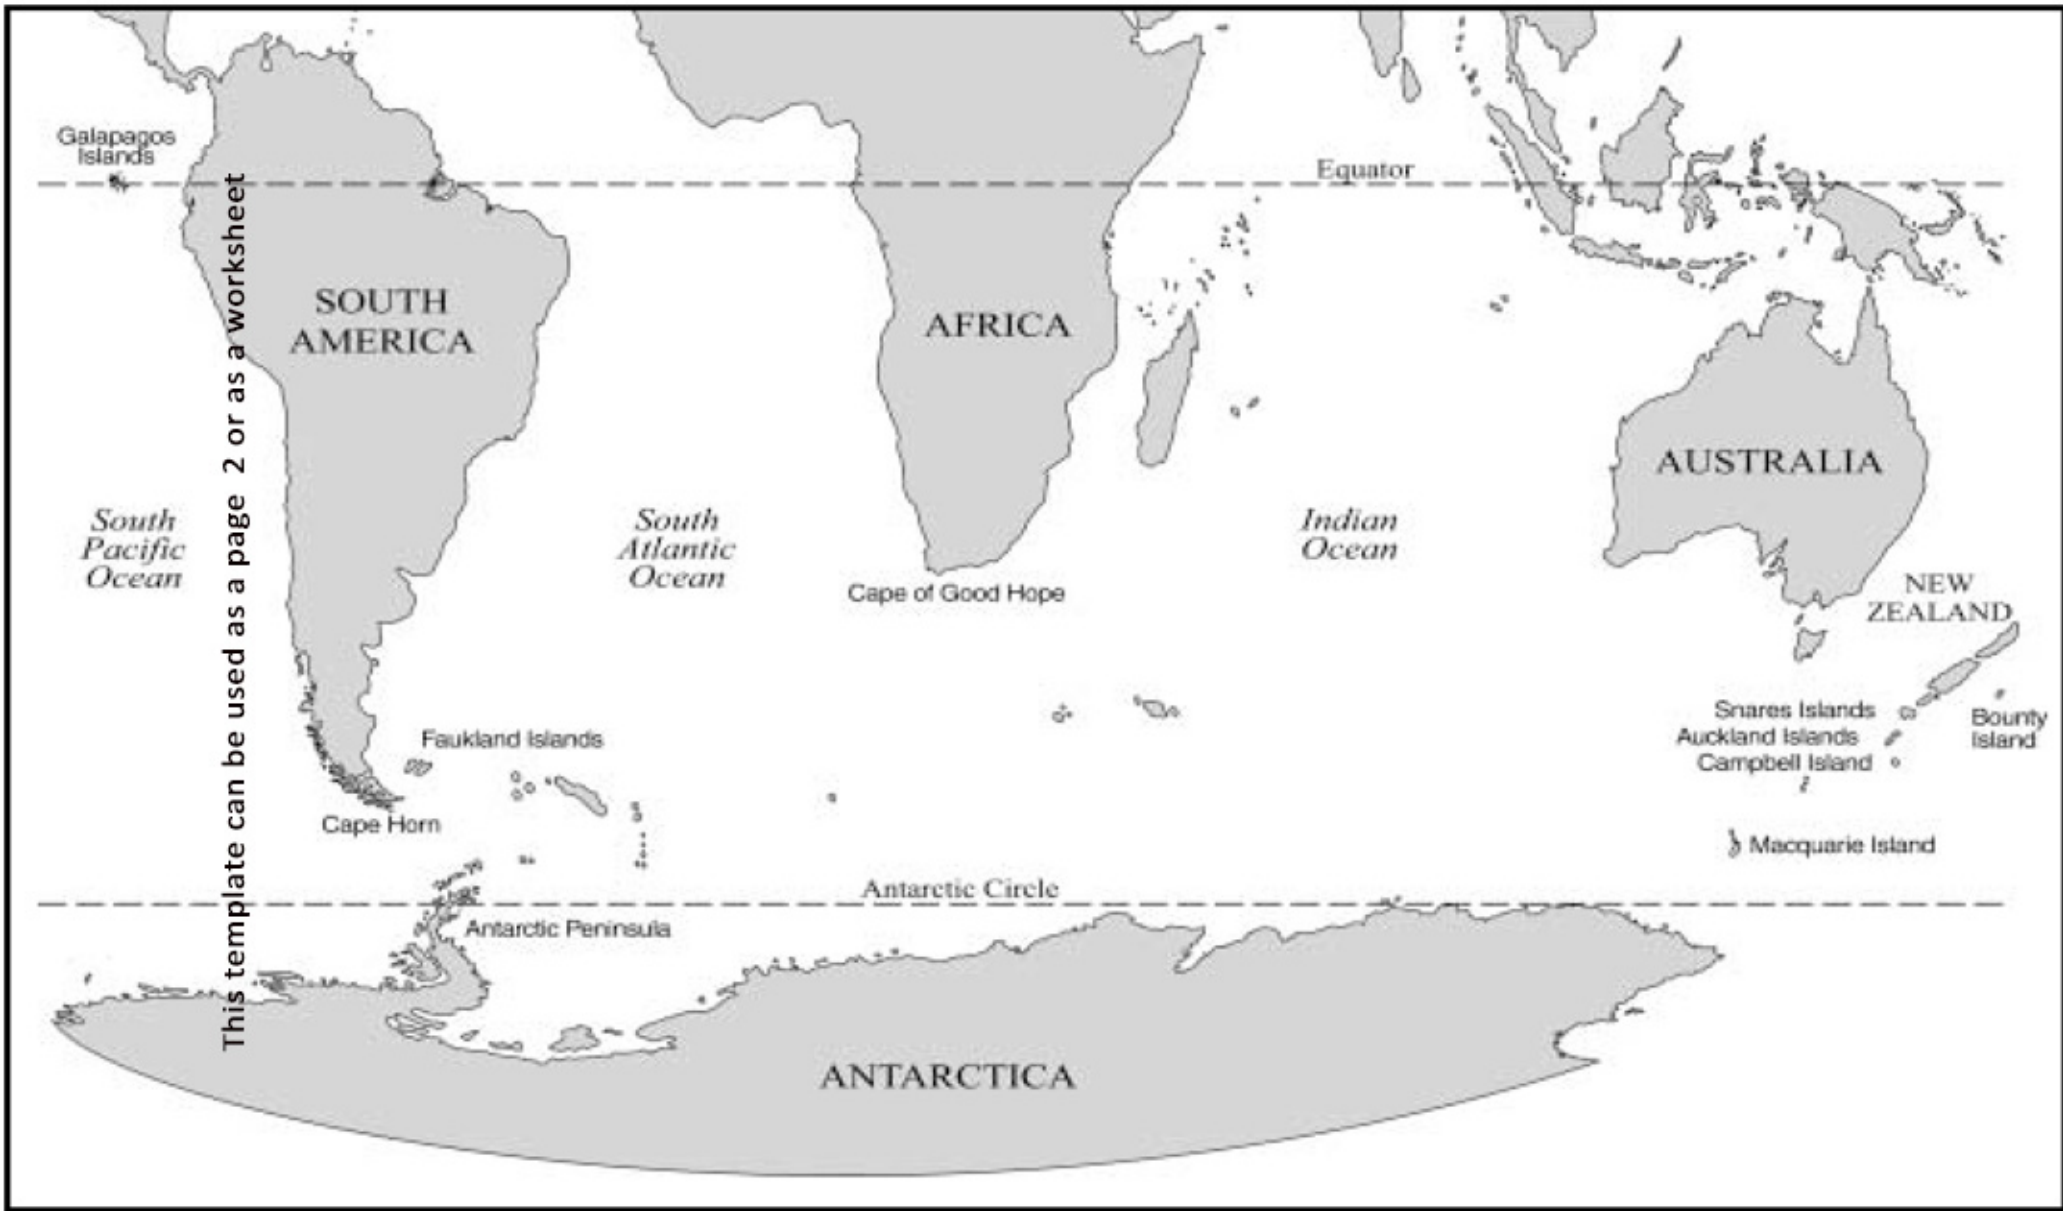 Galapagos
Islands
Equator
SOUTH
AMERICA
AFRICA
AUSTRALIA
South
Pacific
Ocean
South
Atlantic
Ocean
Indian
Ocean
Cape of Good Hope
NEW
ZEALAND
Faukland Islands
Snares Islands
Auckland Islands
Campbell Island
Bounty
Island
Cape Horn
Macquarie Island
Antarctic Circle
Antarctic Peninsula
ANTARCTICA
This template can be used as a page 2 or as a worksheet